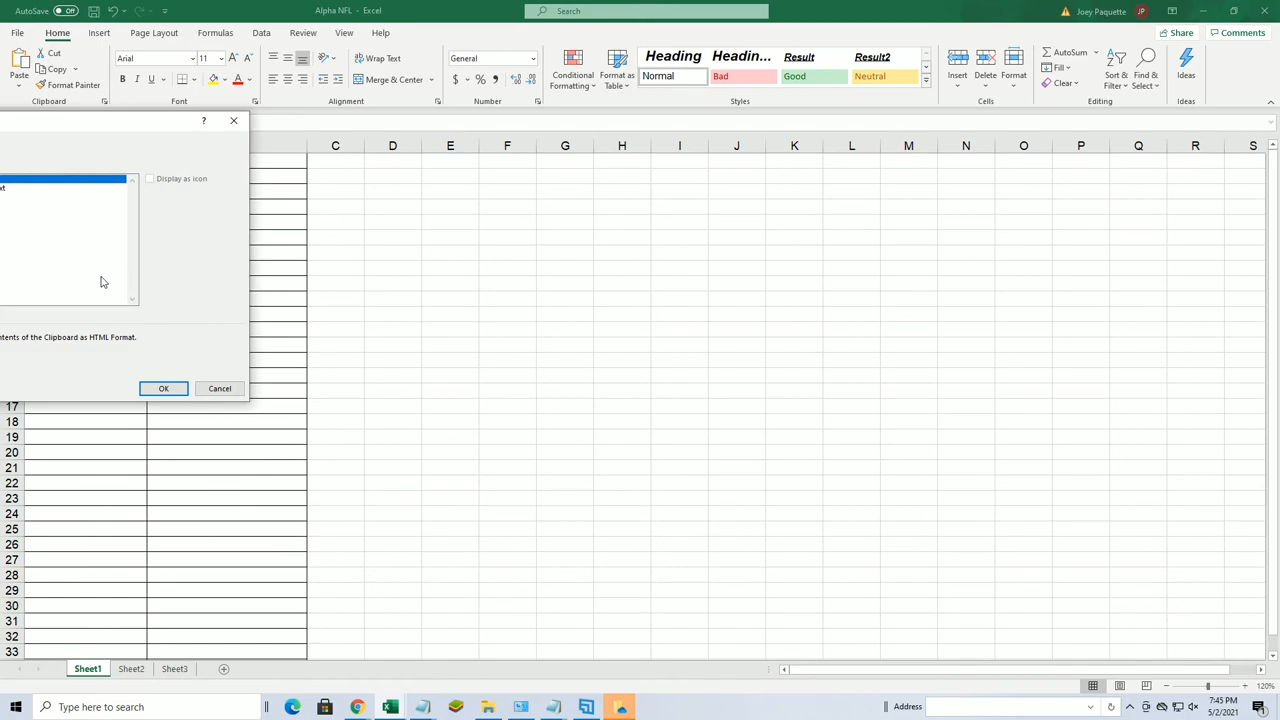 AutoSave Off Alpha NFL - Excel Search Joey Paquette JP
File Home Insert Page Layout Formulas Data Review View Help Share Comments
Paste Cut Copy Format Painter Clipboard
Arial 11 B I U A Font
Wrap Text Merge & Center Alignment
General $ % , Number
Conditional Formatting Format as Table
Heading Headin... Result Result2
Normal Bad Good Neutral
Styles
Insert Delete Format Cells
AutoSum Fill Clear Sort & Filter Find & Select Editing
Ideas Ideas
?
C D E F G H I J K L M N O P Q R S
Display as icon
xt
ntents of the Clipboard as HTML Format.
OK Cancel
17
18
19
20
21
22
23
24
25
26
27
28
29
30
31
32
33
Sheet1 Sheet2 Sheet3
120%
Type here to search Address 7:45 PM
5/2/2021